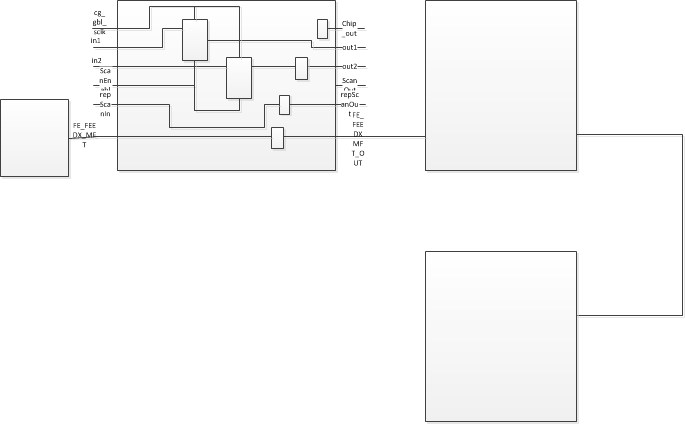 cg_
gbl_
sclk
in1
in2
Sca
nEn
rep
Sca
nIn
FE_FEE
DX_MF
T
Chip
_out
out1
out2
Scan
repSc
anOu
t
FE_
FEE
DX
MF
T_O
UT